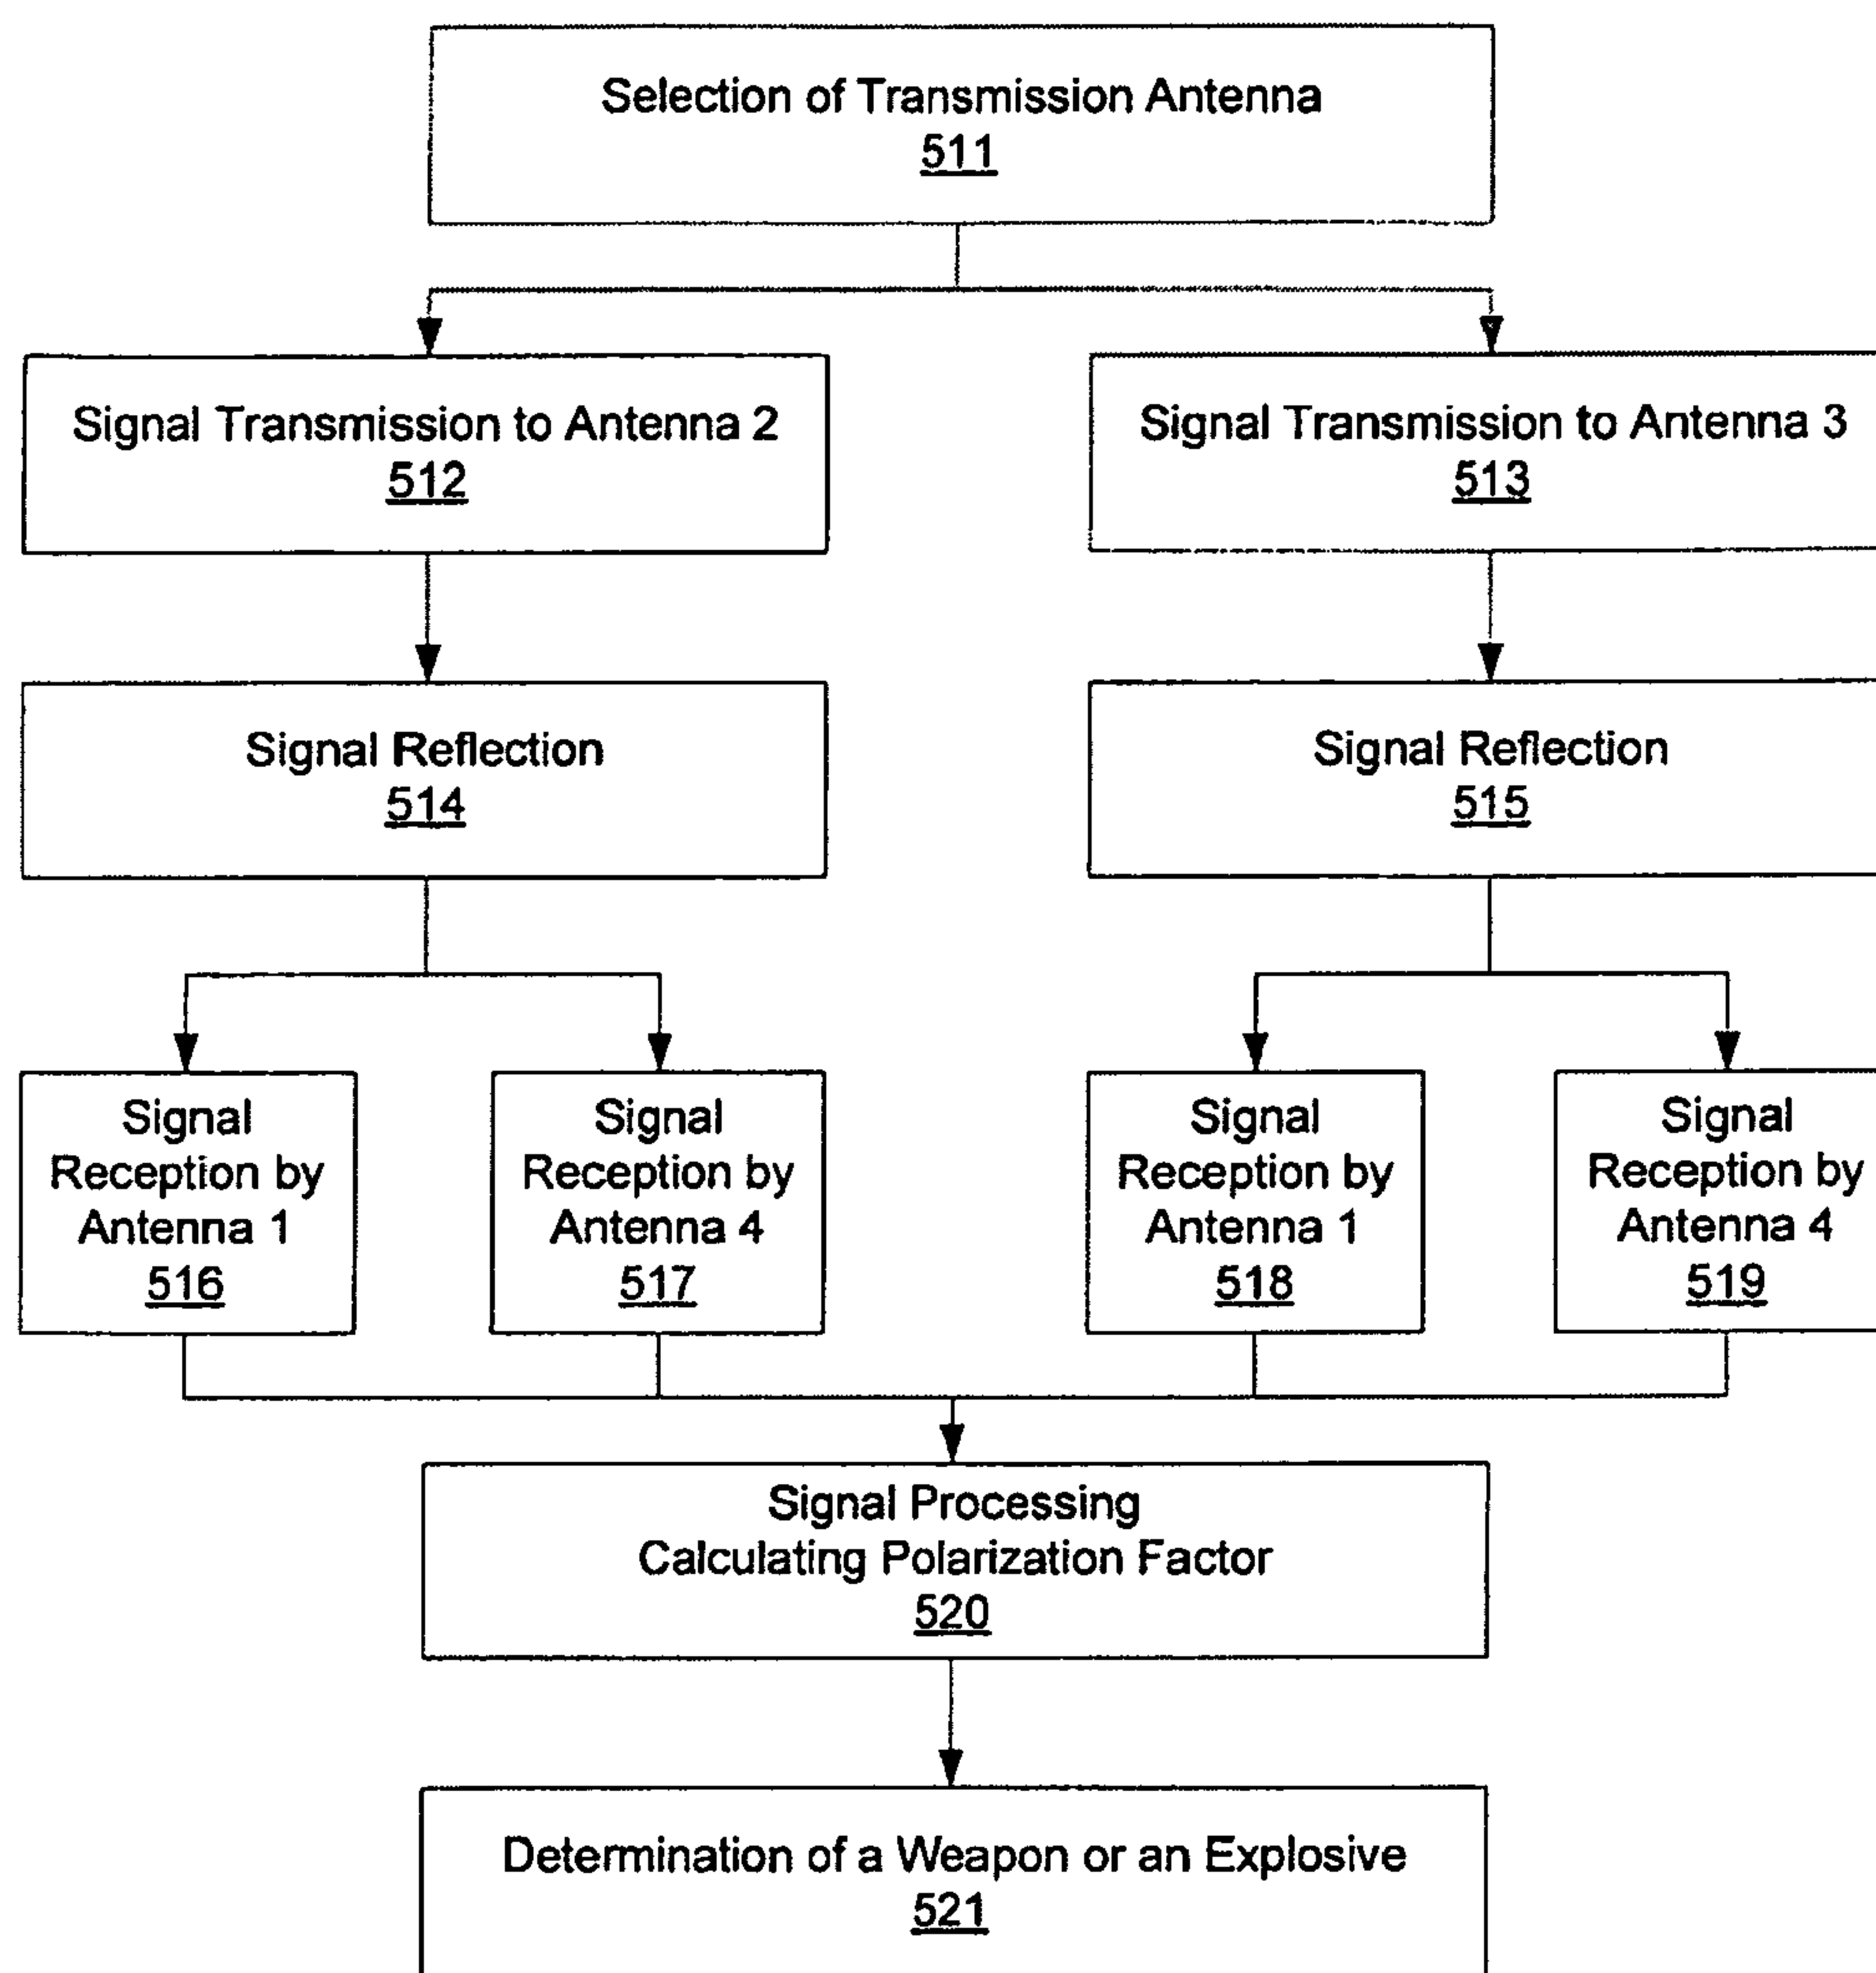 Selection of Transmission Antenna
511
Signal Transmission to Antenna 2
512
Signal Transmission to Antenna 3
513
Signal Reflection
514
Signal Reflection
515
Signal
Reception by
Antenna 1
516
Signal
Reception by
Antenna 4
517
Signal
Reception by
Antenna 1
518
Signal
Reception by
Antenna 4
519
Signal Processing
Calculating Polarization Factor
520
Determination of a Weapon or an Explosive
521